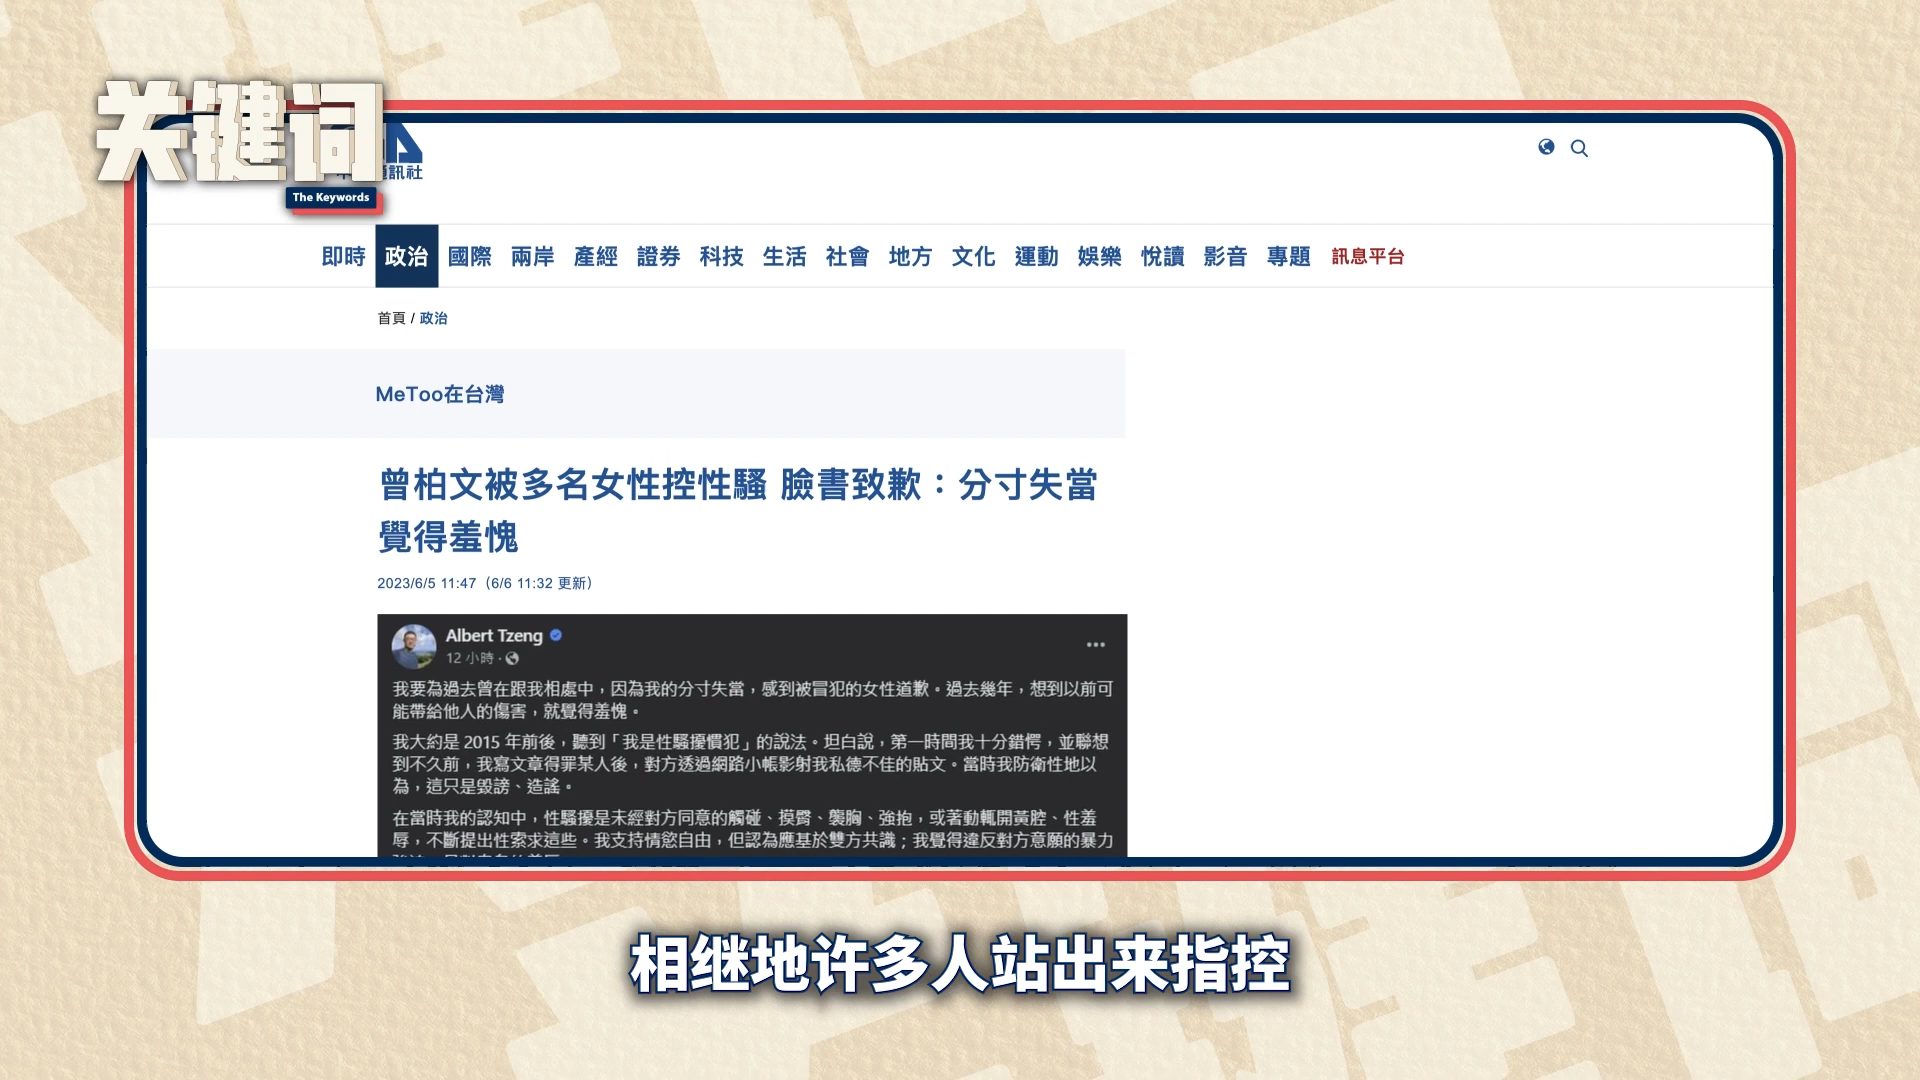 关键词
The Keywords
訊社
即時 政治 國際 兩岸 產經 證券 科技 生活 社會 地方 文化 運動 娛樂 悅讀 影音 專題 訊息平台
首頁 / 政治
MeToo在台灣
曾柏文被多名女性控性騷 臉書致歉：分寸失當
覺得羞愧
2023/6/5 11:47（6/6 11:32 更新）
Albert Tzeng
12 小時
我要為過去曾在跟我相處中，因為我的分寸失當，感到被冒犯的女性道歉。過去幾年，想到以前可
能帶給他人的傷害，就覺得羞愧。
我大約是 2015 年前後，聽到「我是性騷擾慣犯」的說法。坦白說，第一時間我十分錯愕，並聯想
到不久前，我寫文章得罪某人後，對方透過網路小帳影射我私德不佳的貼文。當時我防衛性地以
為，這只是毀謗、造謠。
在當時我的認知中，性騷擾是未經對方同意的觸碰、摸臀、襲胸、強抱，或著動輒開黃腔、性羞
辱，不斷提出性索求這些。我支持情慾自由，但認為應基於雙方共識；我覺得違反對方意願的暴力
相继地许多人站出来指控